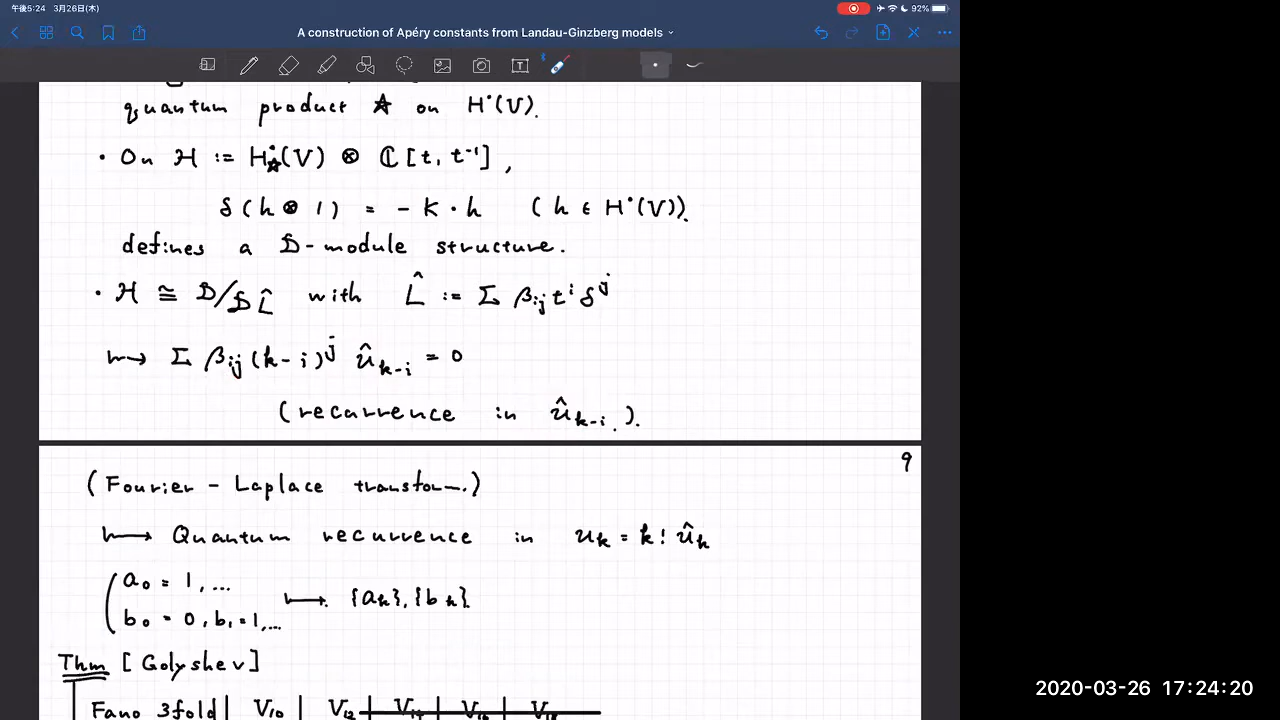 午後5:24 3月26日(木)
92%
A construction of Apéry constants from Landau-Ginzberg models
quantum product ★ on H˙(V).
• On ℋ := H˙★(V) ⊗ ℂ[t, t⁻¹],
δ(h ⊗ 1) = -K · h (h ∈ H˙(V)).
defines a D-module structure.
• ℋ ≅ D/DL̂ with L̂ := Σ βij tⁱ δʲ
↦ Σ βij (k-i)ʲ ûk-i = 0
(recurrence in ûk-i.).
9
(Fourier - Laplace transform.)
↦ Quantum recurrence in uk = k! ûk
a₀ = 1, ...
b₀ = 0, b₁ = 1, ... ↦ {ak}, {bk}.
Thm [Golyshev]
Fano 3fold | V10 | V12 | V14 | V16 | V18
2020-03-26 17:24:20